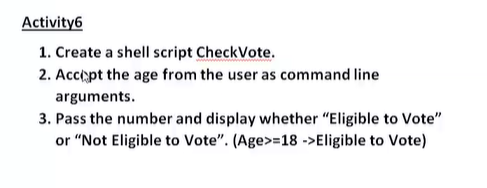 Activity6
1. Create a shell script CheckVote.
2. Accept the age from the user as command line
arguments.
3. Pass the number and display whether “Eligible to Vote”
or “Not Eligible to Vote”. (Age>=18 ->Eligible to Vote)